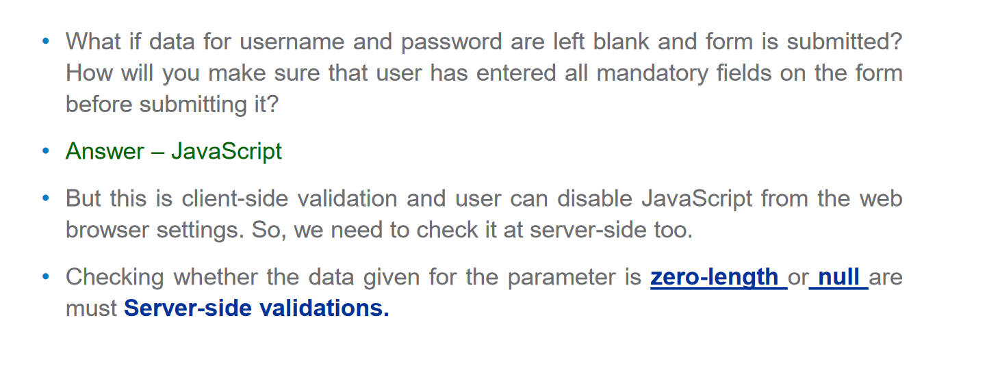 • What if data for username and password are left blank and form is submitted?
How will you make sure that user has entered all mandatory fields on the form
before submitting it?
• Answer – JavaScript
• But this is client-side validation and user can disable JavaScript from the web
browser settings. So, we need to check it at server-side too.
• Checking whether the data given for the parameter is zero-length or null are
must Server-side validations.